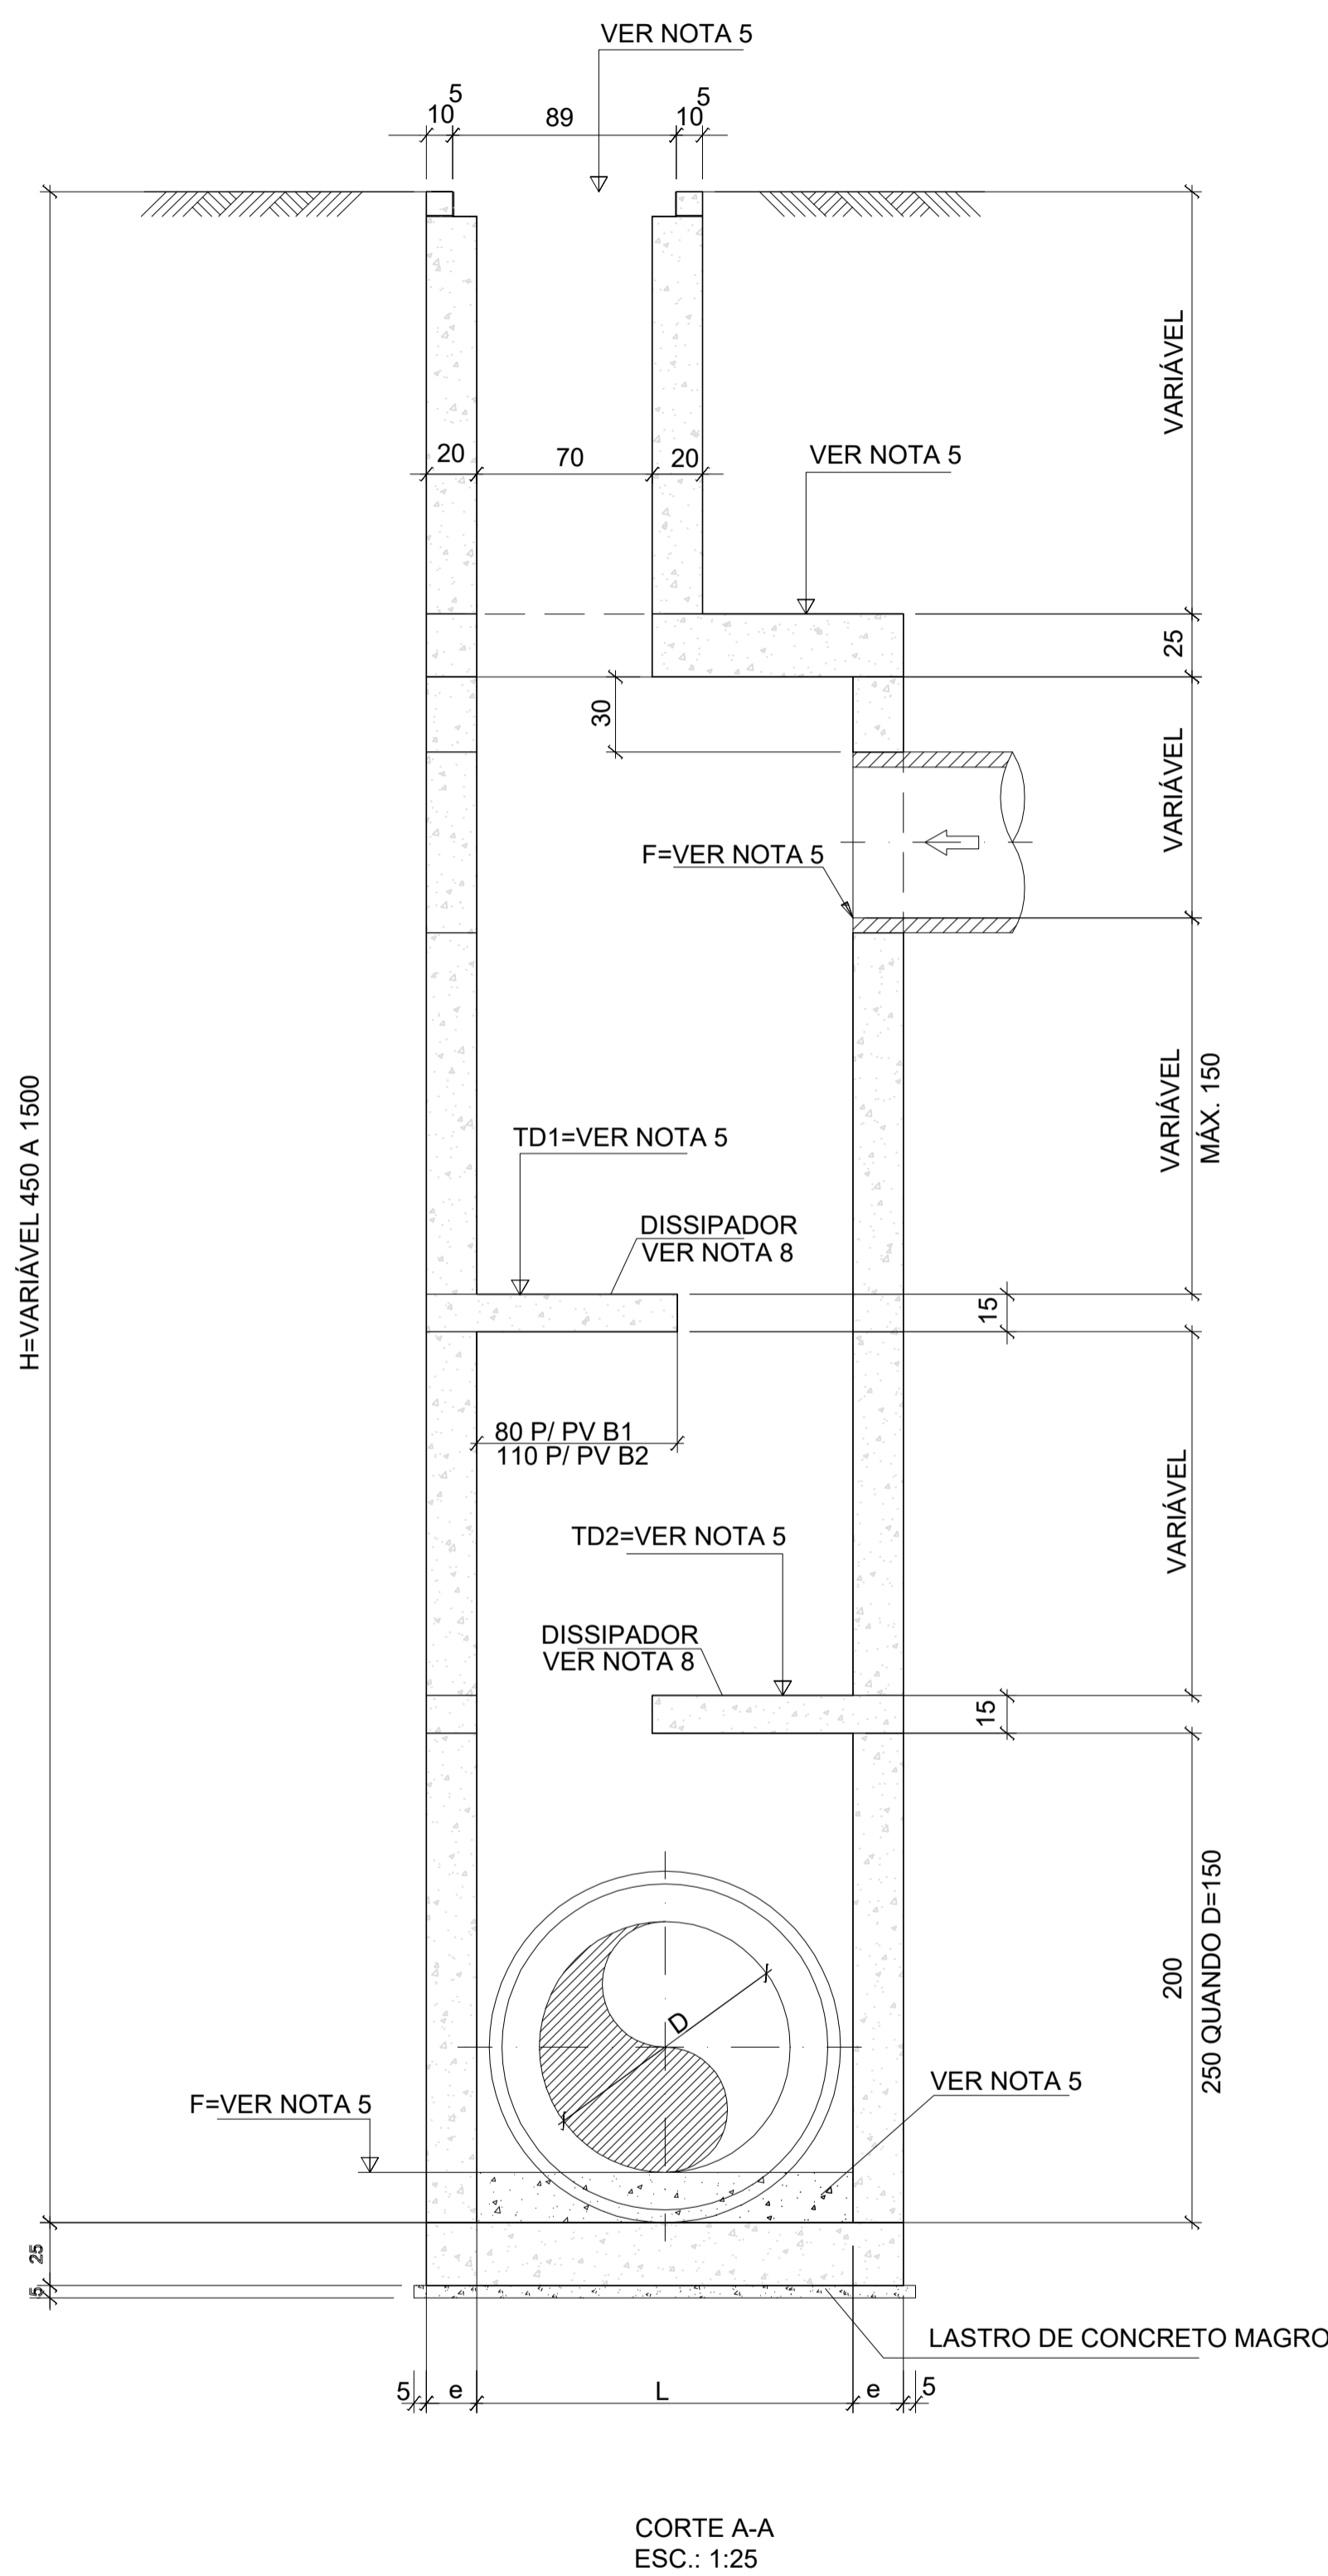 VER NOTA 5
5
10
89
5
10
VARIÁVEL
20
70
20
VER NOTA 5
25
30
VARIÁVEL
F=VER NOTA 5
H=VARIÁVEL 450 A 1500
VARIÁVEL
MÁX. 150
TD1=VER NOTA 5
DISSIPADOR
VER NOTA 8
15
80 P/ PV B1
110 P/ PV B2
VARIÁVEL
TD2=VER NOTA 5
DISSIPADOR
VER NOTA 8
15
200
250 QUANDO D=150
D
VER NOTA 5
F=VER NOTA 5
25
5
LASTRO DE CONCRETO MAGRO
5
e
L
e
5
CORTE A-A
ESC.: 1:25